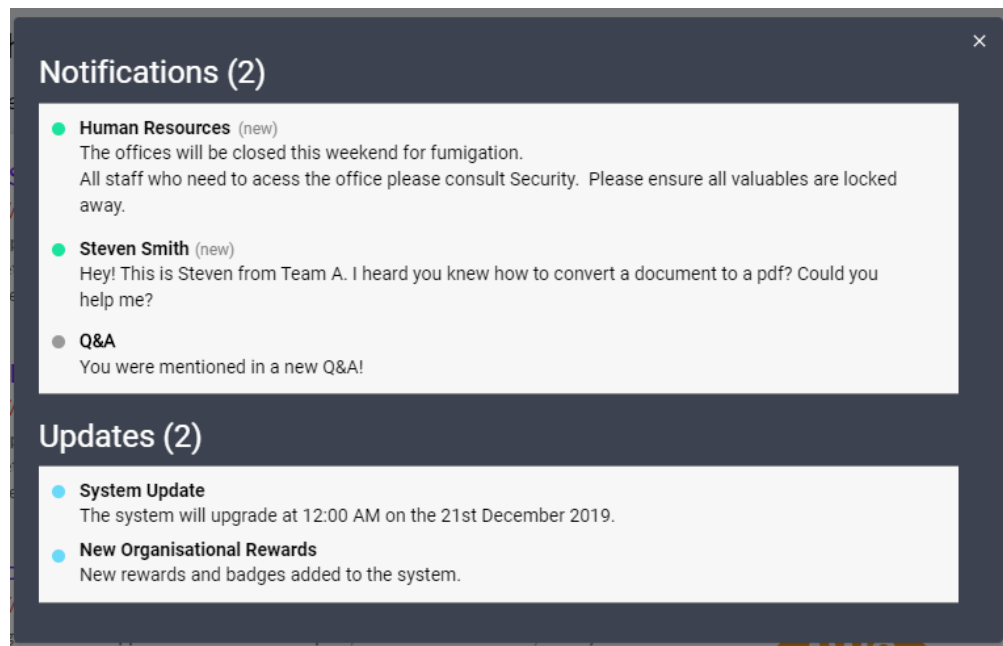 Notifications (2)
Human Resources (new)
The offices will be closed this weekend for fumigation.
All staff who need to acess the office please consult Security. Please ensure all valuables are locked
away.
Steven Smith (new)
Hey! This is Steven from Team A. I heard you knew how to convert a document to a pdf? Could you
help me?
Q&A
You were mentioned in a new Q&A!
Updates (2)
System Update
The system will upgrade at 12:00 AM on the 21st December 2019.
New Organisational Rewards
New rewards and badges added to the system.